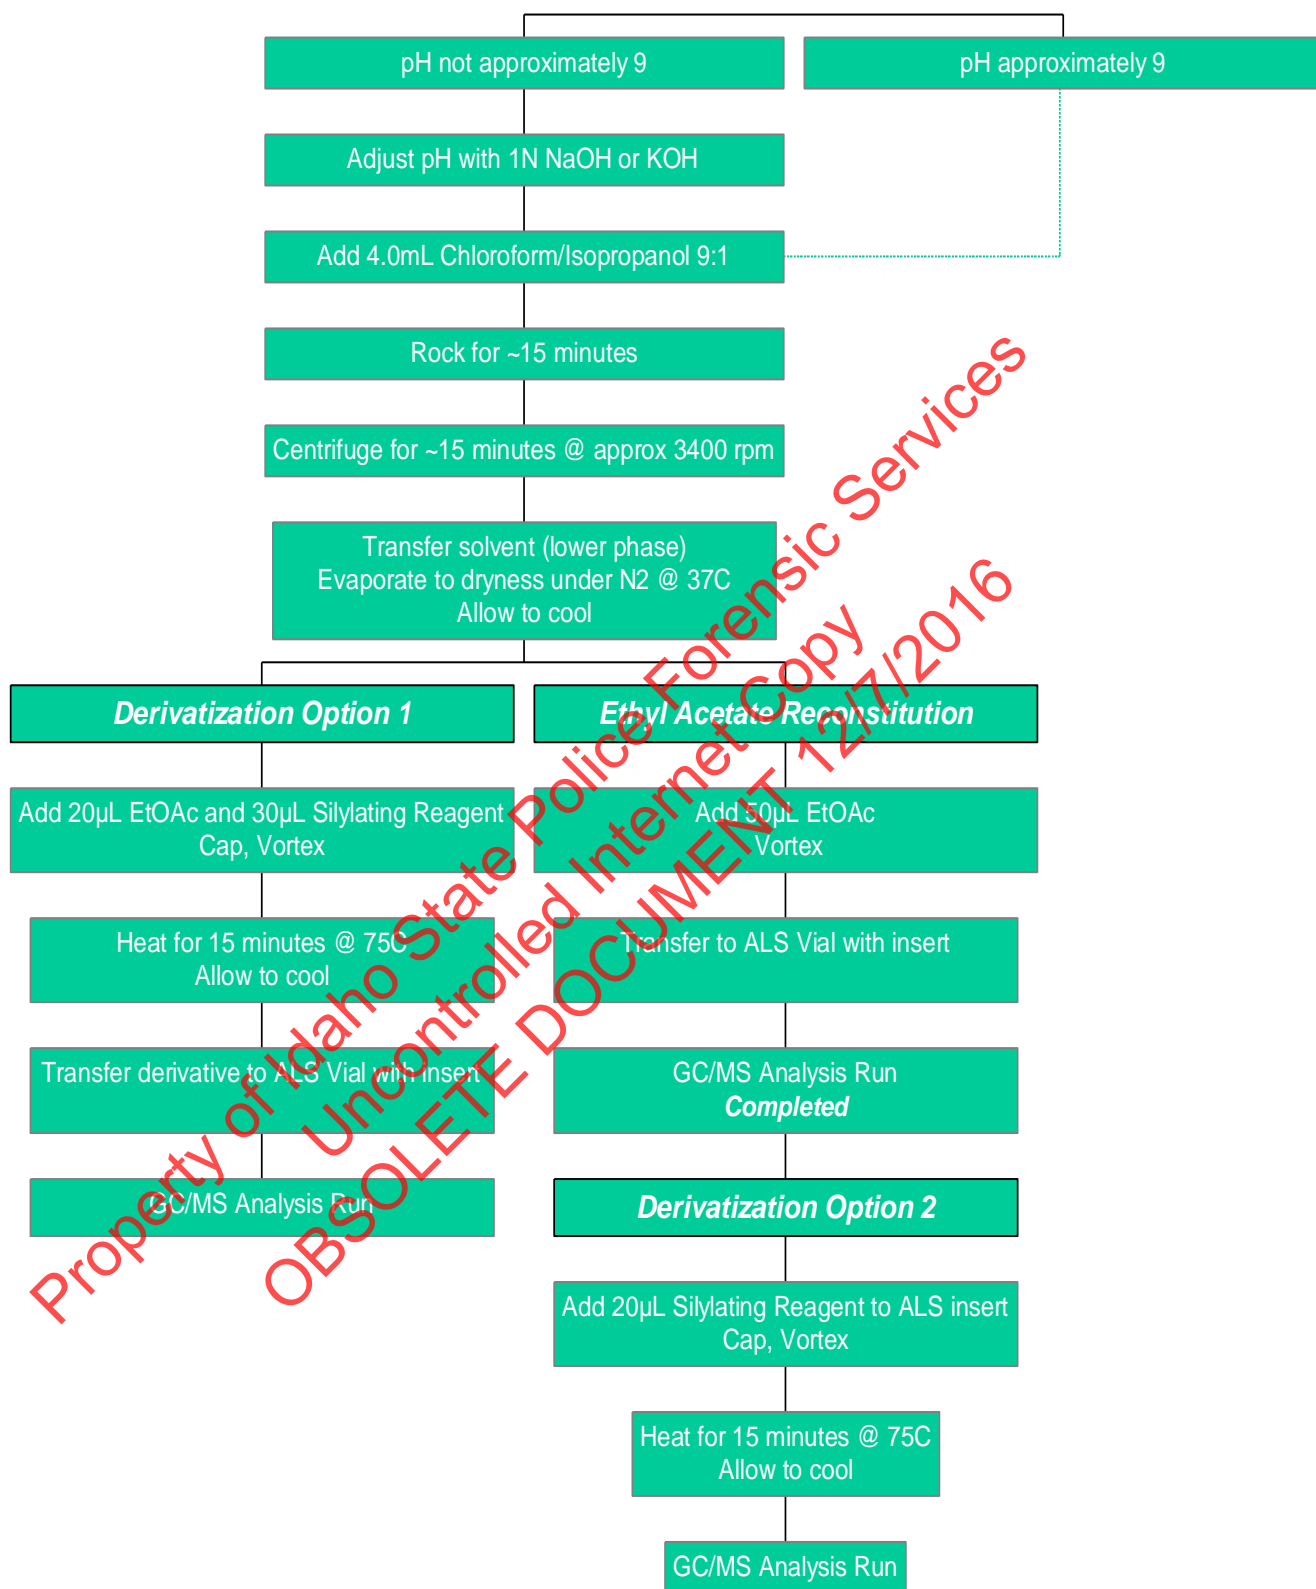 pH not approximately 9
pH approximately 9
Adjust pH with 1N NaOH or KOH
Add 4.0mL Chloroform/Isopropanol 9:1
Rock for ~15 minutes
Centrifuge for ~15 minutes @ approx 3400 rpm
Transfer solvent (lower phase)
Evaporate to dryness under N2 @ 37C
Allow to cool
Derivatization Option 1
Add 20µL EtOAc and 30µL Silylating Reagent
Cap, Vortex
Heat for 15 minutes @ 75C
Allow to cool
Transfer derivative to ALS Vial with insert
GC/MS Analysis Run
Ethyl Acetate Reconstitution
Add 50µL EtOAc
Vortex
Transfer to ALS Vial with insert
GC/MS Analysis Run
Completed
Derivatization Option 2
Add 20µL Silylating Reagent to ALS insert
Cap, Vortex
Heat for 15 minutes @ 75C
Allow to cool
GC/MS Analysis Run
Property of Idaho State Police Forensic Services
Uncontrolled Internet Copy
OBSOLETE DOCUMENT 12/7/2016